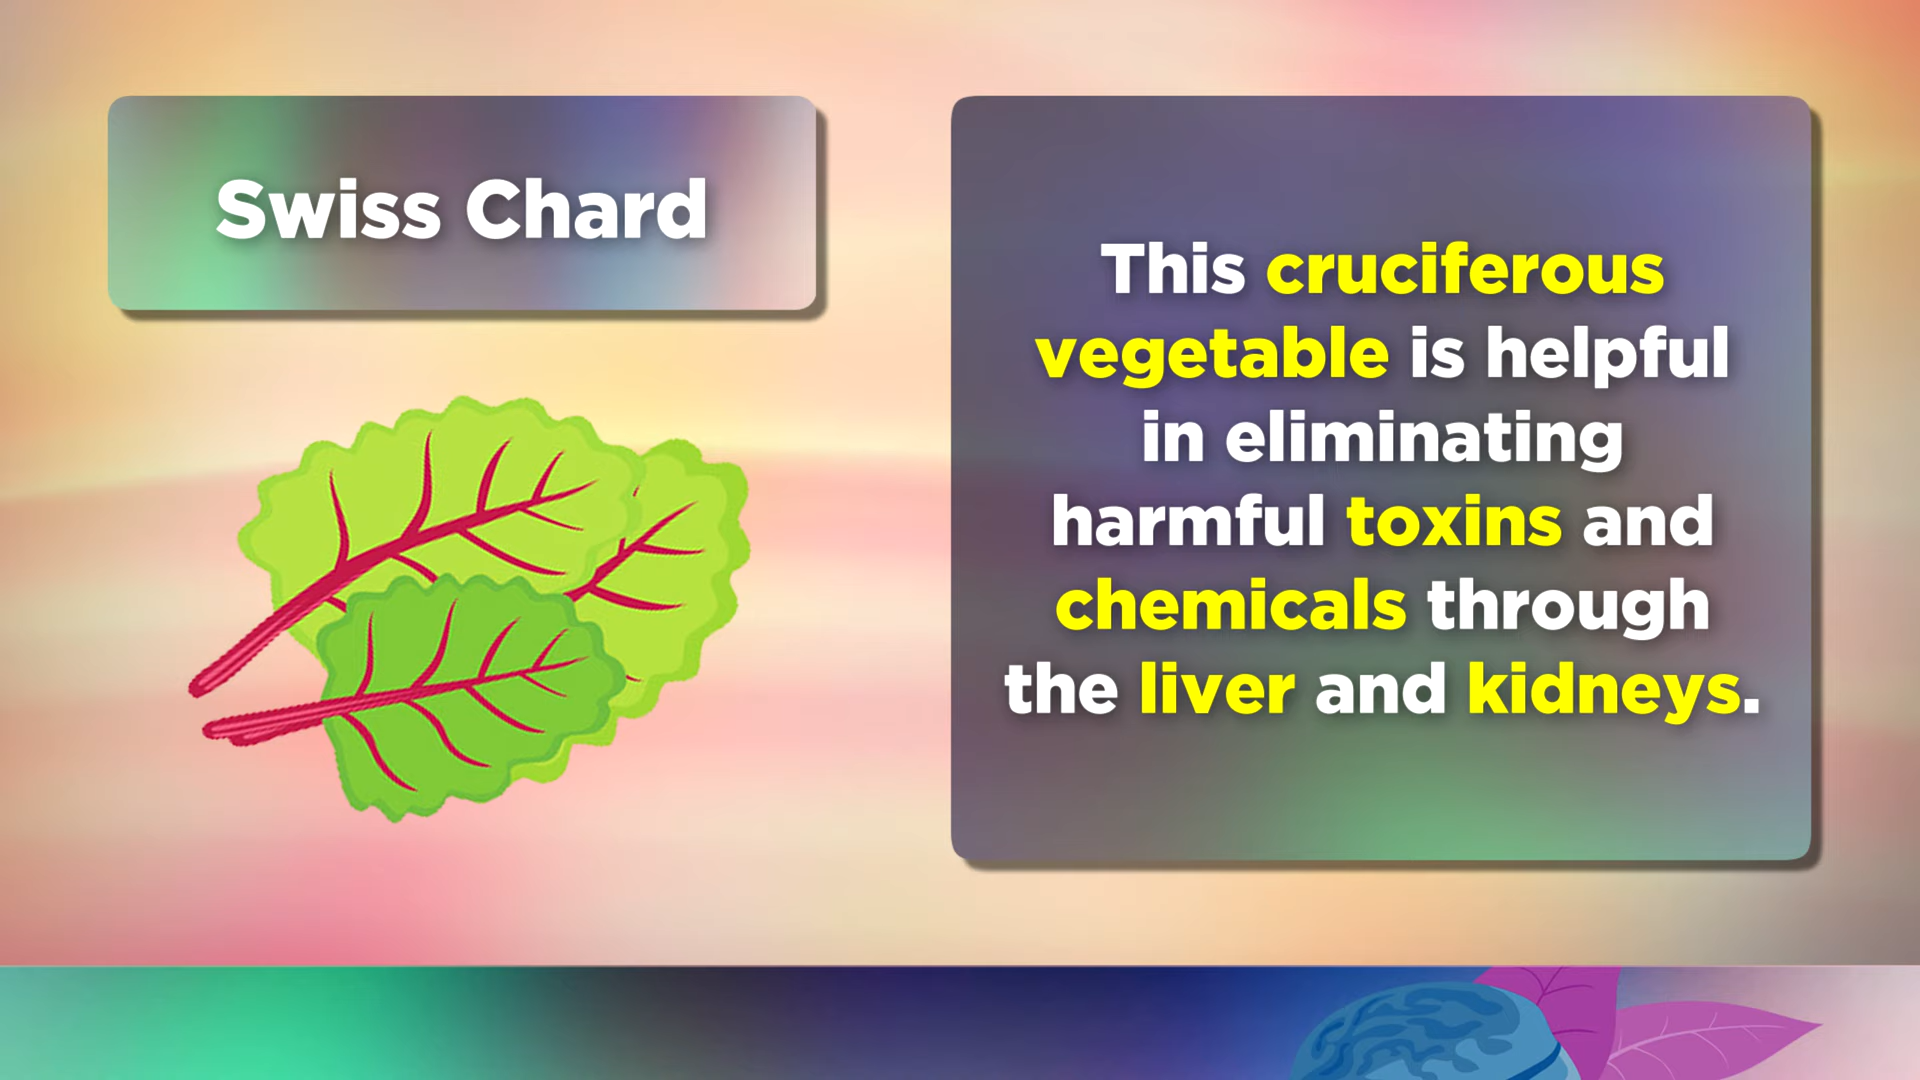 Swiss Chard
This cruciferous
vegetable is helpful
in eliminating
harmful toxins and
chemicals through
the liver and kidneys.